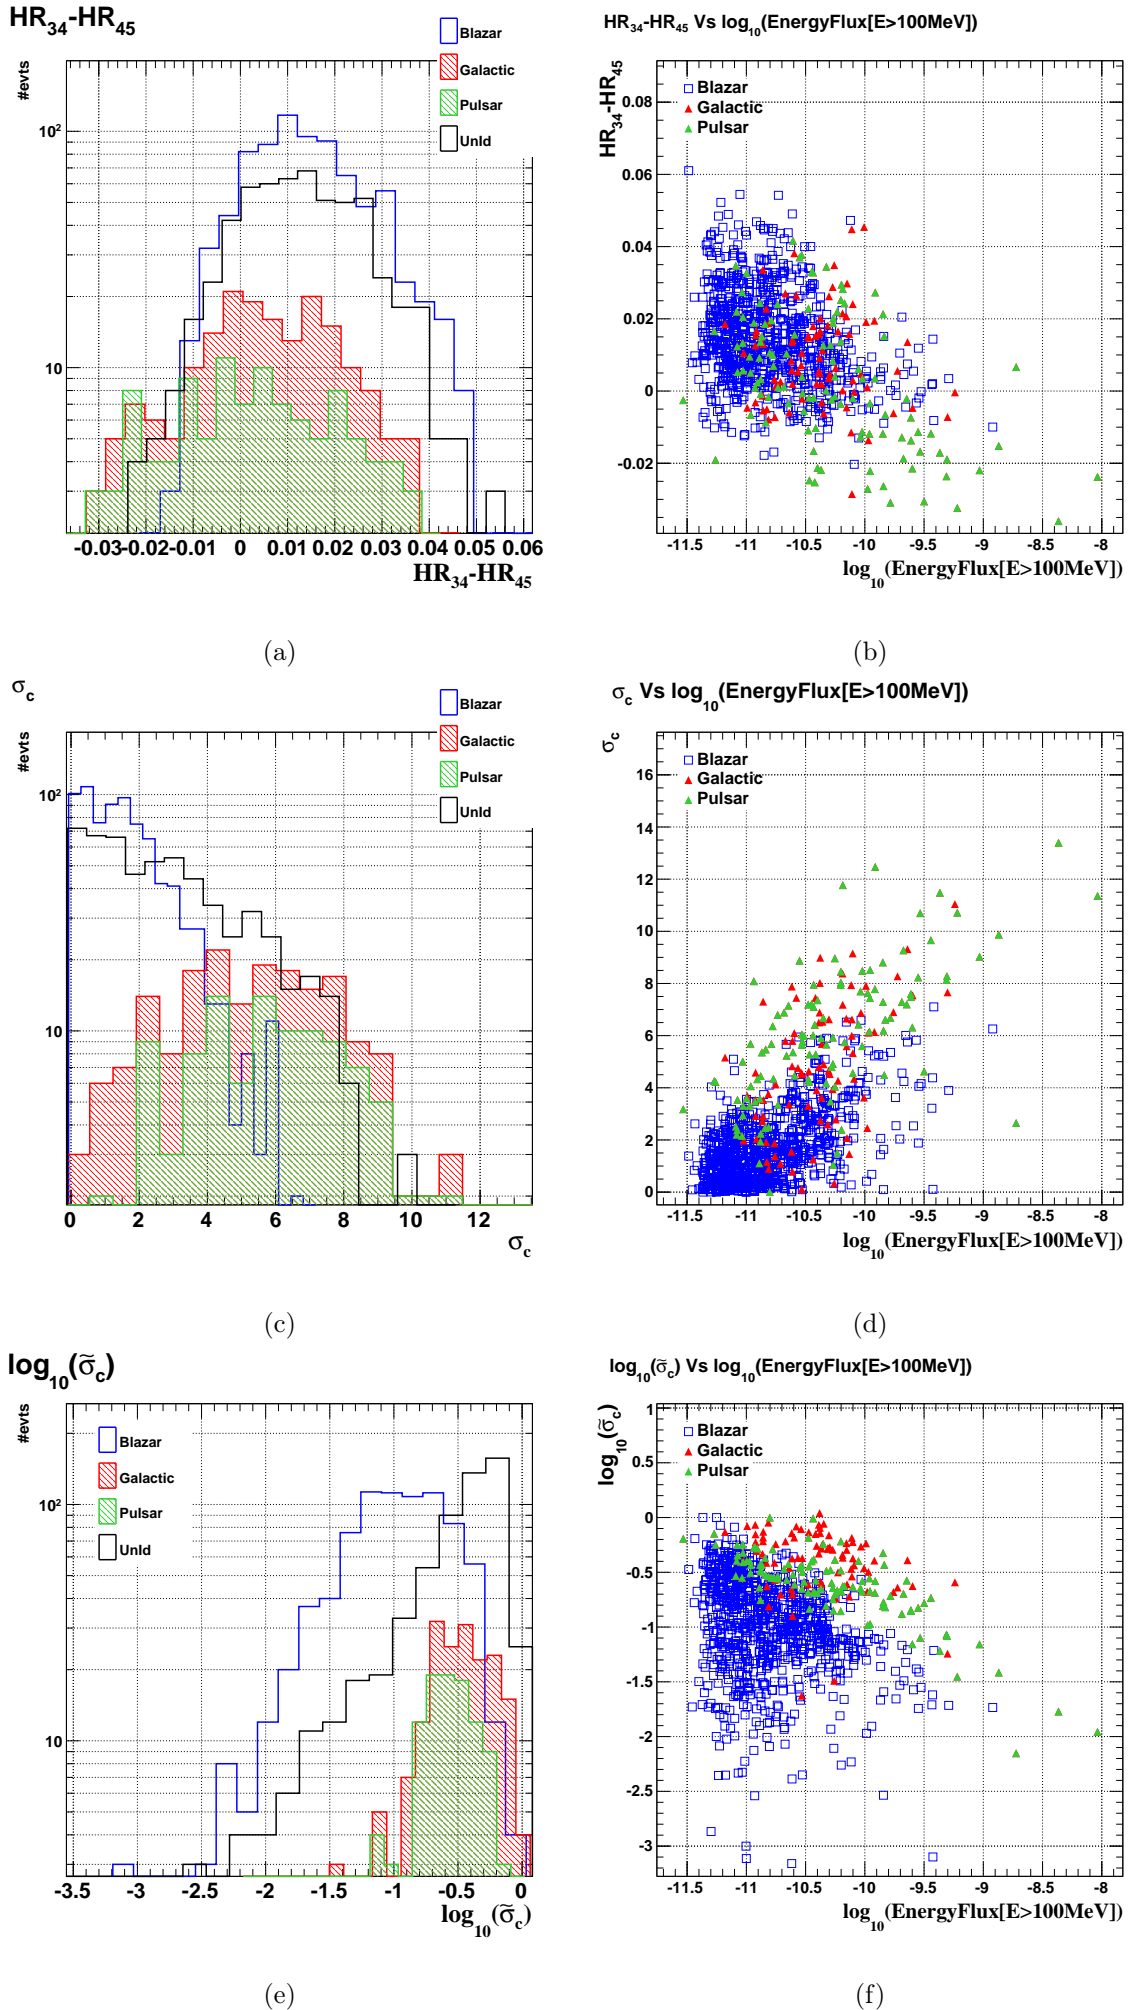 HR34-HR45
#evts
Blazar
Galactic
Pulsar
UnId
10^2
10
-0.03 -0.02 -0.01 0 0.01 0.02 0.03 0.04 0.05 0.06
HR34-HR45
(a)
HR34-HR45 Vs log10(EnergyFlux[E>100MeV])
HR34-HR45
Blazar
Galactic
Pulsar
0.08
0.06
0.04
0.02
0
-0.02
-11.5 -11 -10.5 -10 -9.5 -9 -8.5 -8
log10(EnergyFlux[E>100MeV])
(b)
σc
#evts
Blazar
Galactic
Pulsar
UnId
10^2
10
0 2 4 6 8 10 12
σc
(c)
σc Vs log10(EnergyFlux[E>100MeV])
σc
Blazar
Galactic
Pulsar
16
14
12
10
8
6
4
2
0
-11.5 -11 -10.5 -10 -9.5 -9 -8.5 -8
log10(EnergyFlux[E>100MeV])
(d)
log10(σ̃c)
#evts
Blazar
Galactic
Pulsar
UnId
10^2
10
-3.5 -3 -2.5 -2 -1.5 -1 -0.5 0
log10(σ̃c)
(e)
log10(σ̃c) Vs log10(EnergyFlux[E>100MeV])
log10(σ̃c)
Blazar
Galactic
Pulsar
1
0.5
0
-0.5
-1
-1.5
-2
-2.5
-3
-11.5 -11 -10.5 -10 -9.5 -9 -8.5 -8
log10(EnergyFlux[E>100MeV])
(f)